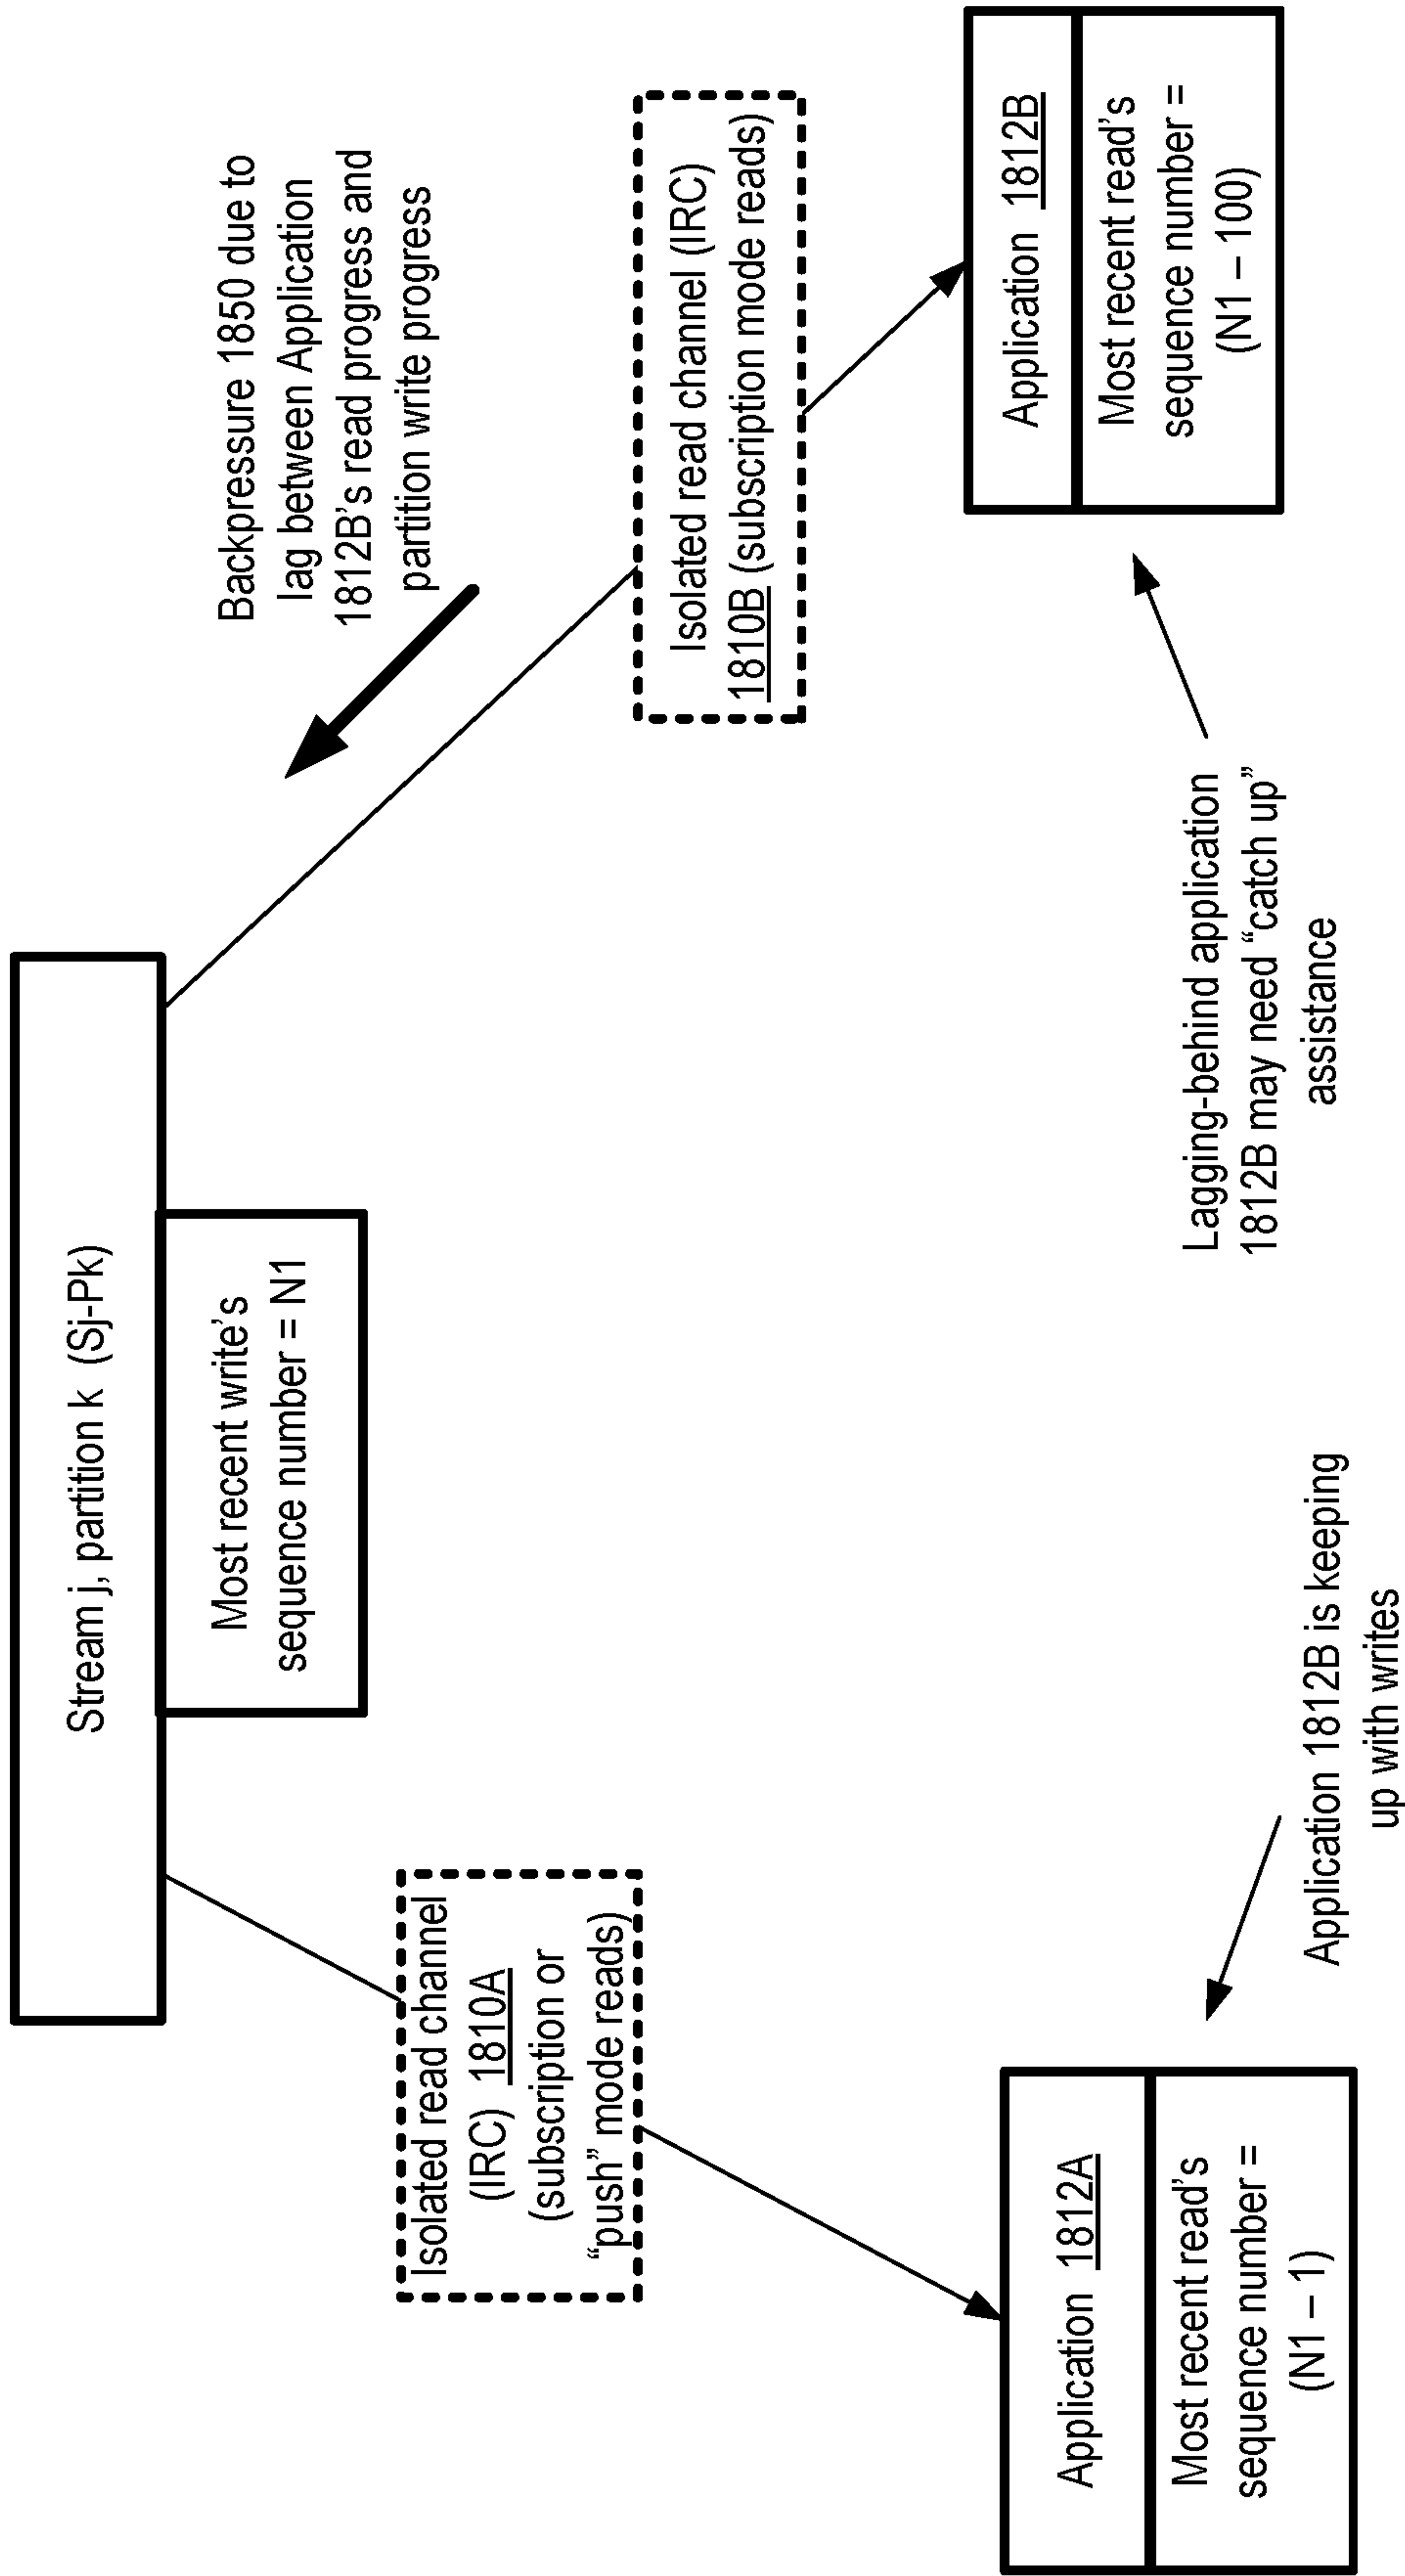 Stream j, partition k (Sj-Pk)
Most recent write's
sequence number = N1
Backpressure 1850 due to
lag between Application
1812B's read progress and
partition write progress
Isolated read channel
(IRC) 1810A
(subscription or
“push” mode reads)
Isolated read channel (IRC)
1810B (subscription mode reads)
Application 1812A
Most recent read's
sequence number =
(N1 – 1)
Application 1812B is keeping
up with writes
Lagging-behind application
1812B may need “catch up”
assistance
Application 1812B
Most recent read's
sequence number =
(N1 – 100)